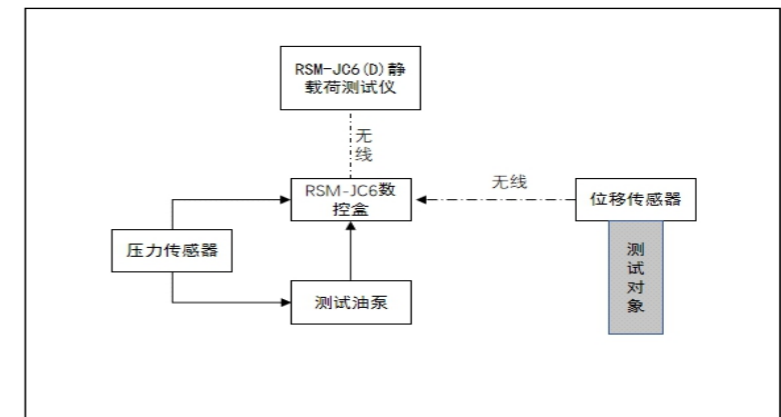 RSM-JC6(D)静
载荷测试仪
无
线
RSM-JC6数
控盒
无线
位移传感器
压力传感器
测
试
对
象
测试油泵